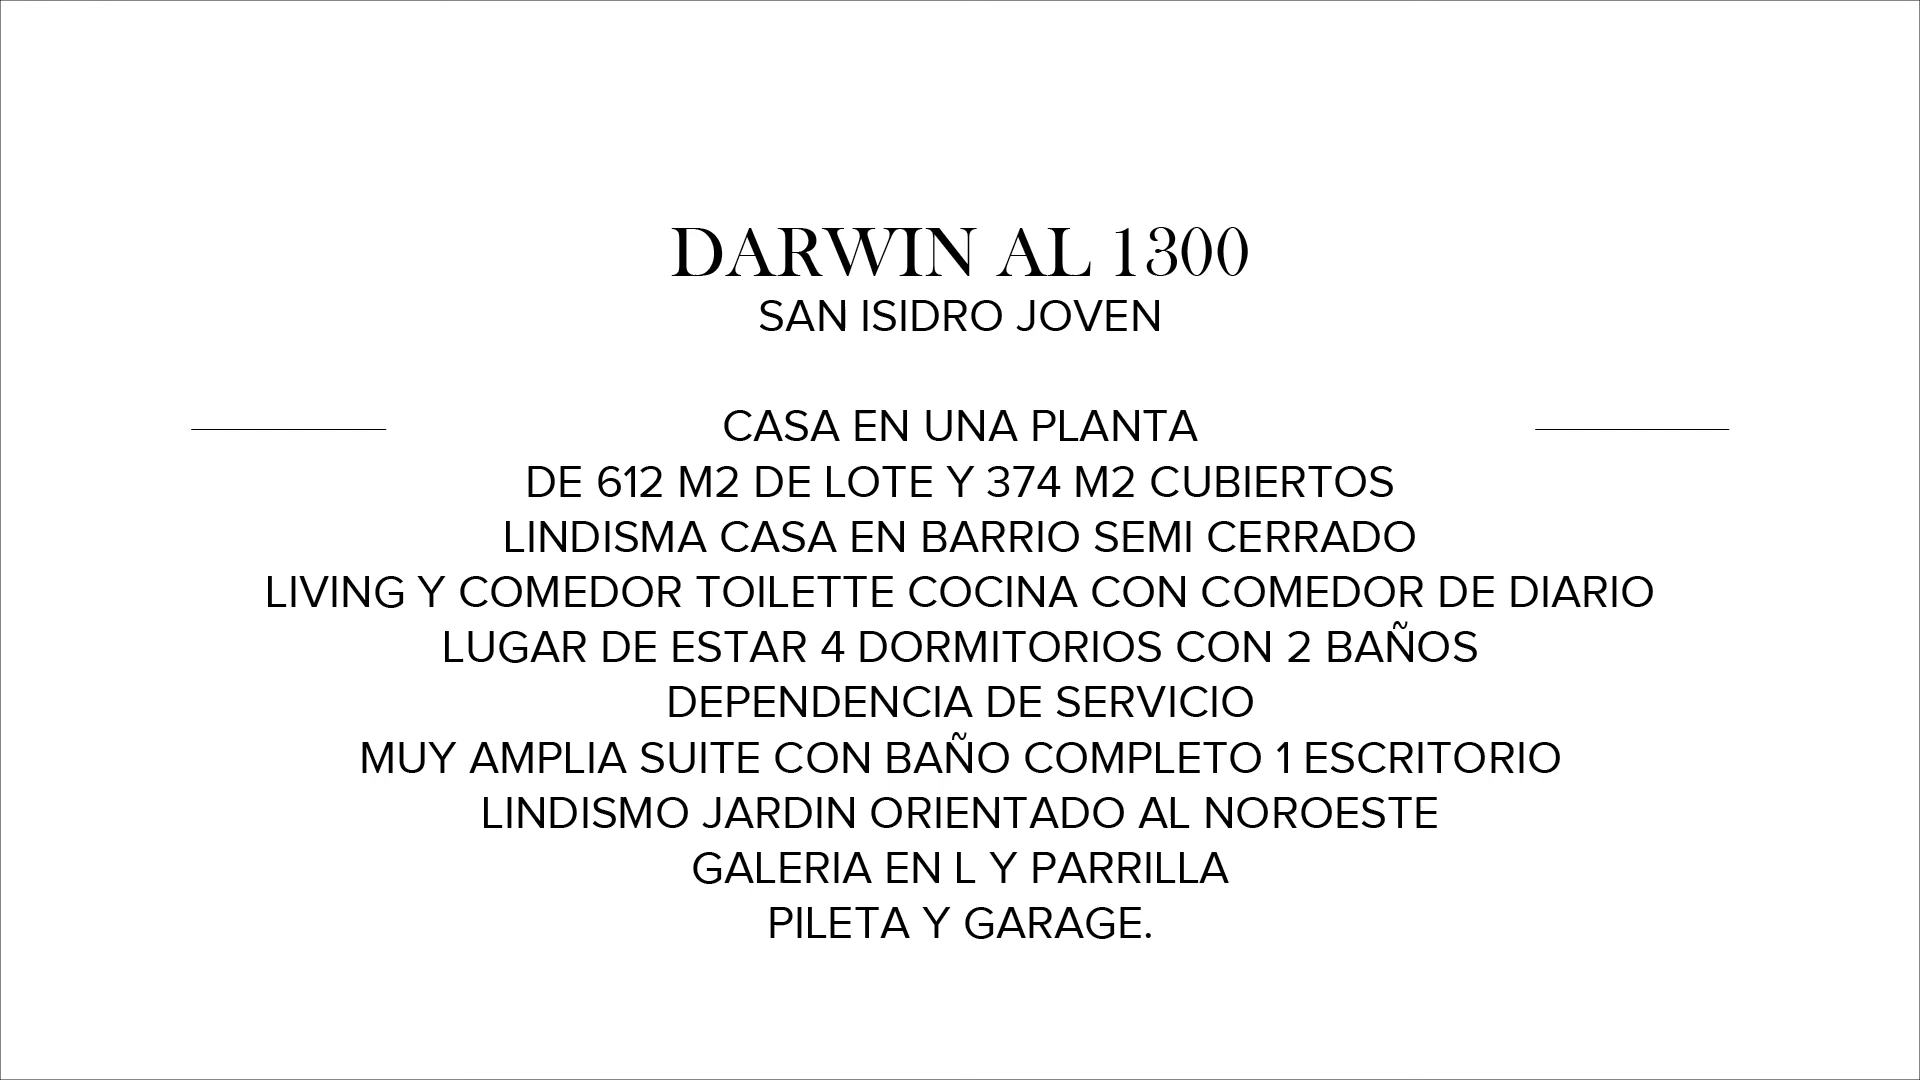 DARWIN AL 1300
SAN ISIDRO JOVEN
CASA EN UNA PLANTA
DE 612 M2 DE LOTE Y 374 M2 CUBIERTOS
LINDISMA CASA EN BARRIO SEMI CERRADO
LIVING Y COMEDOR TOILETTE COCINA CON COMEDOR DE DIARIO
LUGAR DE ESTAR 4 DORMITORIOS CON 2 BAÑOS
DEPENDENCIA DE SERVICIO
MUY AMPLIA SUITE CON BAÑO COMPLETO 1 ESCRITORIO
LINDISMO JARDIN ORIENTADO AL NOROESTE
GALERIA EN L Y PARRILLA
PILETA Y GARAGE.